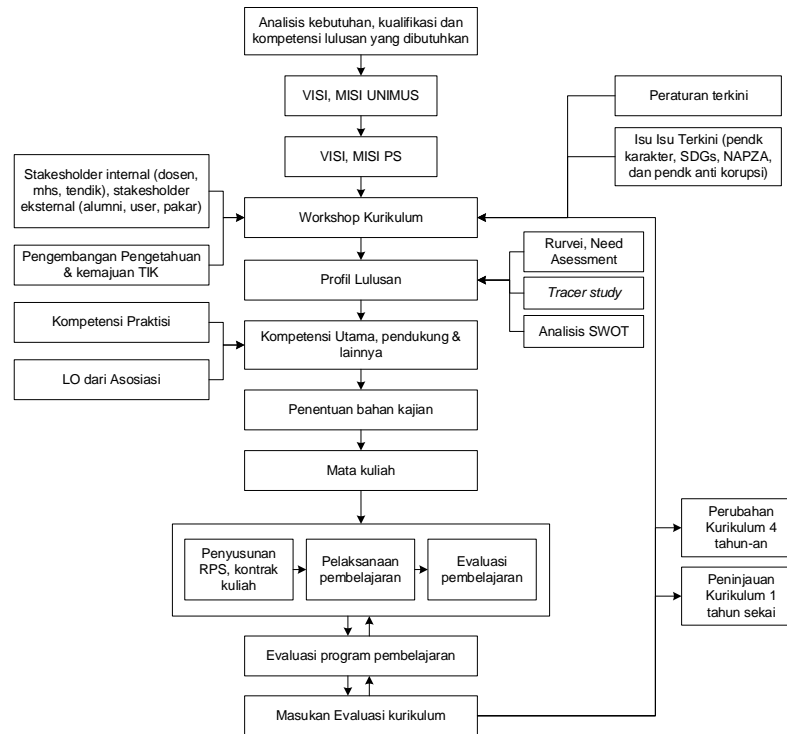 Analisis kebutuhan, kualifikasi dan
kompetensi lulusan yang dibutuhkan
VISI, MISI UNIMUS
Peraturan terkini
VISI, MISI PS
Isu Isu Terkini (pendk
karakter, SDGs, NAPZA,
dan pendk anti korupsi)
Stakesholder internal (dosen,
mhs, tendik), stakesholder
eksternal (alumni, user, pakar)
Workshop Kurikulum
Pengembangan Pengetahuan
& kemajuan TIK
Profil Lulusan
Rurvei, Need
Asessment
Tracer study
Analisis SWOT
Kompetensi Praktisi
Kompetensi Utama, pendukung &
lainnya
LO dari Asosiasi
Penentuan bahan kajian
Mata kuliah
Penyusunan
RPS, kontrak
kuliah
Pelaksanaan
pembelajaran
Evaluasi
pembelajaran
Perubahan
Kurikulum 4
tahun-an
Peninjauan
Kurikulum 1
tahun sekai
Evaluasi program pembelajaran
Masukan Evaluasi kurikulum